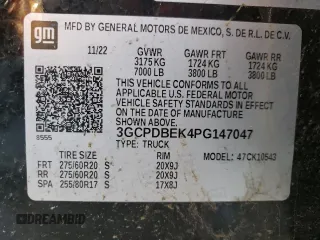 gm
MFD BY GENERAL MOTORS DE MEXICO, S. DE R.L. DE C.V.
11/22 GVWR GAWR FRT GAWR RR
3175 KG 1724 KG 1724 KG
7000 LB 3800 LB 3800 LB
THIS VEHICLE CONFORMS TO ALL
APPLICABLE U.S. FEDERAL MOTOR
VEHICLE SAFETY
STANDARDS IN EFFECT ON THE DATE OF
MANUFACTURE SHOWN ABOVE.
3GCPDBEK4PG147047
TYPE: TRUCK MODEL: 47CK10543
TIRE SIZE RIM
FRT 275/60R20 S 20X9J
RR 275/60R20 S 20X9J
SPA 255/80R17 S 17X8J
DREAMBID